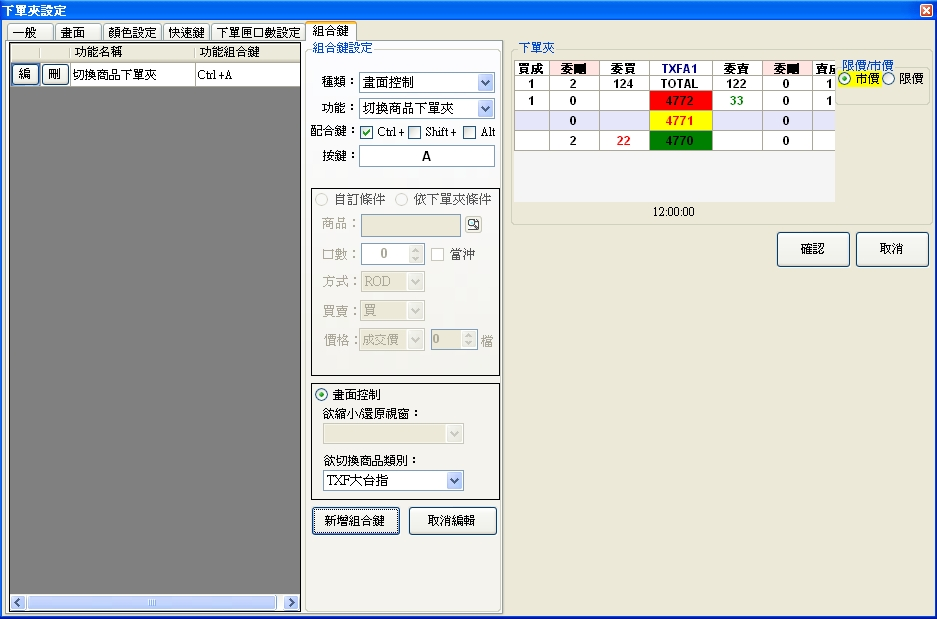 下單夾設定
一般 畫面 顏色設定 快速鍵 下單匣口數設定 組合鍵
功能名稱 功能組合鍵
編 刪 切換商品下單夾 Ctrl+A
組合鍵設定
種類： 畫面控制
功能： 切換商品下單夾
配合鍵： Ctrl+ Shift+ Alt
按鍵： A
自訂條件 依下單夾條件
商品：
口數： 0 當沖
方式： ROD
買賣： 買
價格： 成交價 0 檔
畫面控制
欲縮小/還原視窗：
欲切換商品類別：
TXF大台指
新增組合鍵 取消編輯
下單夾
買成 委刪 委買 TXFA1 委賣 委刪 賣成
1 2 124 TOTAL 122 0 1
1 0 4772 33 0 1
0 4771 0
2 22 4770 0
12:00:00
限價/市價
市價 限價
確認 取消